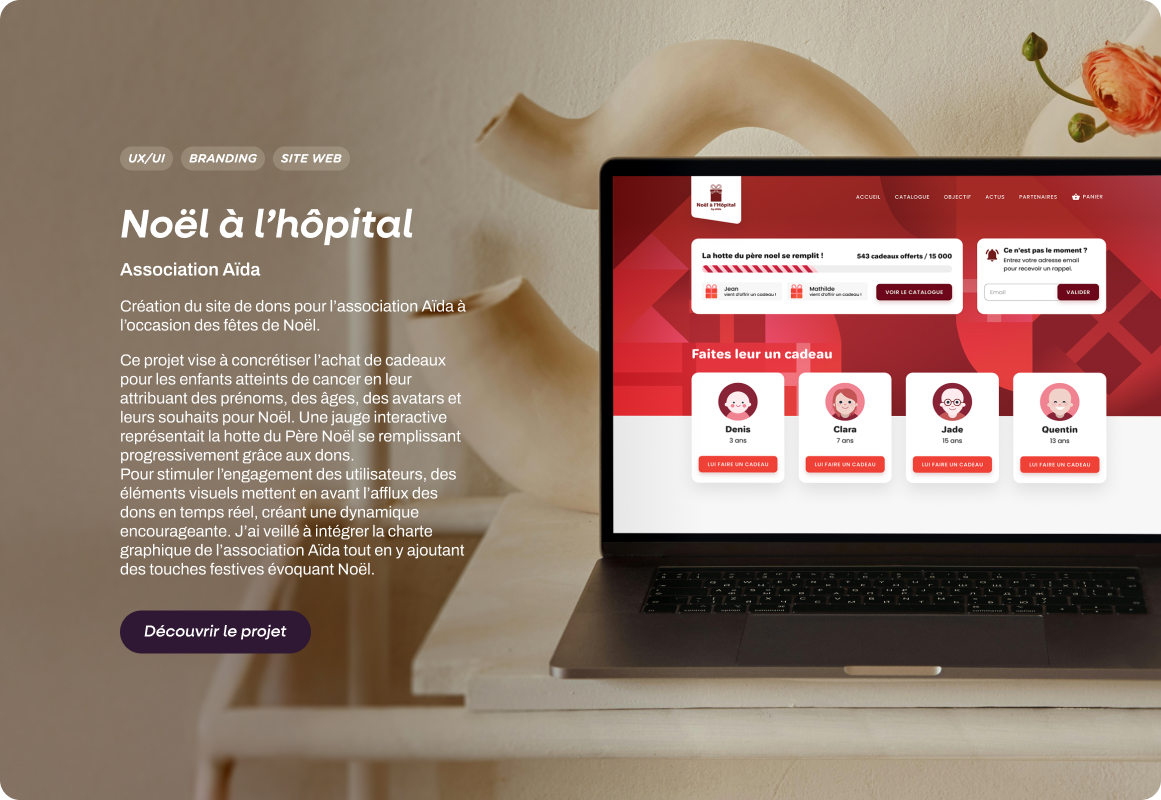 UX/UI BRANDING SITE WEB
Noël à l’hôpital
Association Aïda
Création du site de dons pour l’association Aïda à
l’occasion des fêtes de Noël.
Ce projet vise à concrétiser l’achat de cadeaux
pour les enfants atteints de cancer en leur
attribuant des prénoms, des âges, des avatars et
leurs souhaits pour Noël. Une jauge interactive
représentait la hotte du Père Noël se remplissant
progressivement grâce aux dons.
Pour stimuler l’engagement des utilisateurs, des
éléments visuels mettent en avant l’afflux des
dons en temps réel, créant une dynamique
encourageante. J’ai veillé à intégrer la charte
graphique de l’association Aïda tout en y ajoutant
des touches festives évoquant Noël.
Découvrir le projet
Noël à l'Hôpital
ACCUEIL CATALOGUE OBJECTIF ACTUS PARTENAIRES PANIER
La hotte du père noel se remplit ! 543 cadeaux offerts / 15 000
Jean
vient d'offrir un cadeau !
Mathilde
vient d'offrir un cadeau !
VOIR LE CATALOGUE
Ce n'est pas le moment ?
Entrez votre adresse email
pour recevoir un rappel.
Email VALIDER
Faites leur un cadeau
Denis
3 ans
LUI FAIRE UN CADEAU
Clara
7 ans
LUI FAIRE UN CADEAU
Jade
15 ans
LUI FAIRE UN CADEAU
Quentin
13 ans
LUI FAIRE UN CADEAU